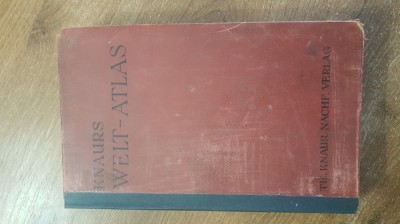 KNAURS
WELT-ATLAS
TH. KNAUR NACHF. VERLAG